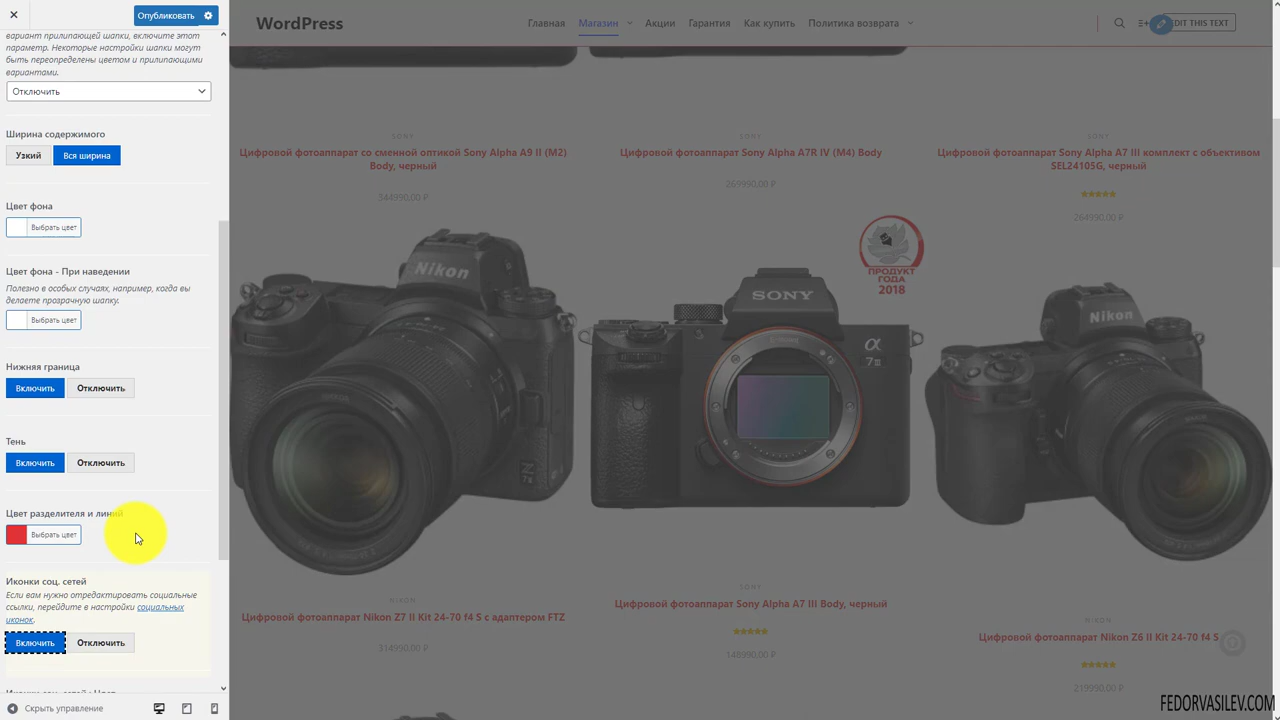 Опубликовать
вариант прилипающей шапки, включите этот
параметр. Некоторые настройки шапки могут
быть переопределены цветом и прилипающими
вариантами.
Отключить
Ширина содержимого
Узкий
Вся ширина
Цвет фона
Выбрать цвет
Цвет фона - При наведении
Полезно в особых случаях, например, когда вы
делаете прозрачную шапку.
Выбрать цвет
Нижняя граница
Включить
Отключить
Тень
Включить
Отключить
Цвет разделителя и линий
Выбрать цвет
Иконки соц. сетей
Если вам нужно отредактировать социальные
ссылки, перейдите в настройки социальных
иконок.
Включить
Отключить
Скрыть управление
WordPress
Главная
Магазин
Акции
Гарантия
Как купить
Политика возврата
EDIT THIS TEXT
SONY
Цифровой фотоаппарат со сменной оптикой Sony Alpha A9 II (M2)
Body, черный
344990,00 ₽
SONY
Цифровой фотоаппарат Sony Alpha A7R IV (M4) Body
269990,00 ₽
SONY
Цифровой фотоаппарат Sony Alpha A7 III комплект с объективом
SEL24105G, черный
264990,00 ₽
Nikon
Z7 II
ПРОДУКТ
ГОДА
2018
SONY
α
7 III
Nikon
NIKON
Цифровой фотоаппарат Nikon Z7 II Kit 24-70 f4 S с адаптером FTZ
314990,00 ₽
SONY
Цифровой фотоаппарат Sony Alpha A7 III Body, черный
148990,00 ₽
NIKON
Цифровой фотоаппарат Nikon Z6 II Kit 24-70 f4 S
219990,00 ₽
FEDORVASILEV.COM